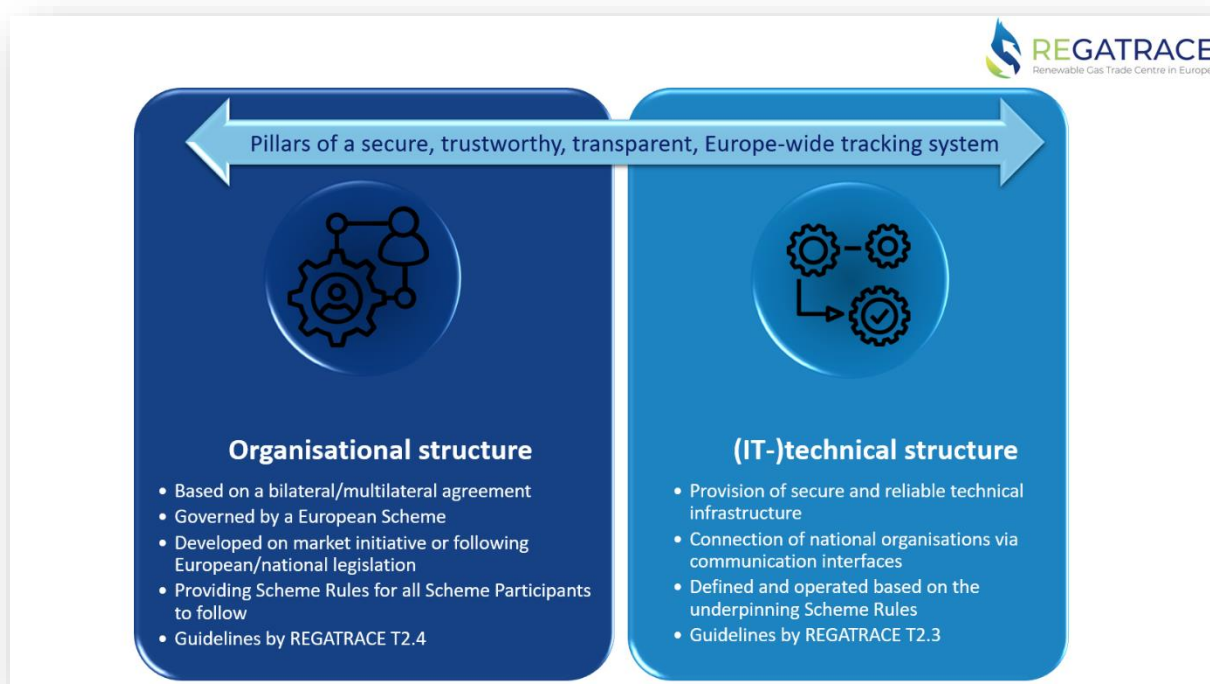 REGATRACE
Renewable Gas Trade Centre in Europe
Pillars of a secure, trustworthy, transparent, Europe-wide tracking system
Organisational structure
• Based on a bilateral/multilateral agreement
• Governed by a European Scheme
• Developed on market initiative or following
European/national legislation
• Providing Scheme Rules for all Scheme Participants
to follow
• Guidelines by REGATRACE T2.4
(IT-)technical structure
• Provision of secure and reliable technical
infrastructure
• Connection of national organisations via
communication interfaces
• Defined and operated based on the
underpinning Scheme Rules
• Guidelines by REGATRACE T2.3